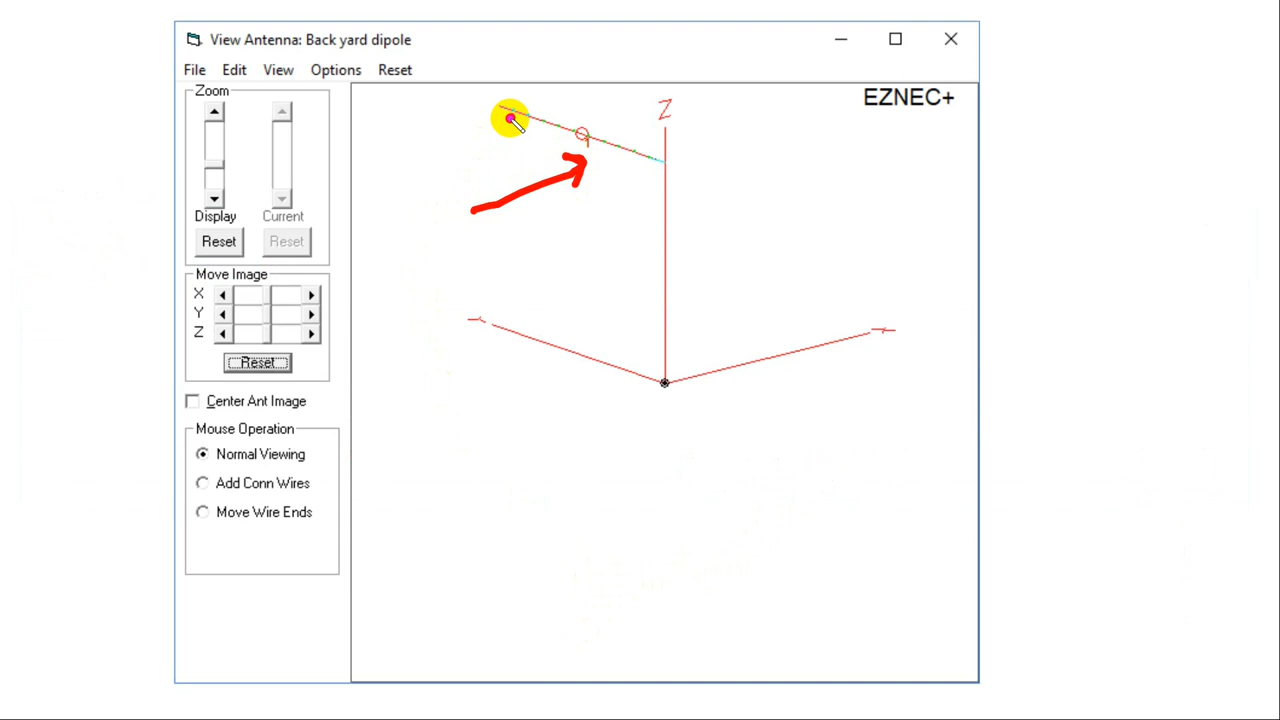 View Antenna: Back yard dipole
File Edit View Options Reset
EZNEC+
Zoom
Display Current
Reset Reset
Move Image
X
Y
Z
Reset
Center Ant Image
Mouse Operation
Normal Viewing
Add Conn Wires
Move Wire Ends
Z
1